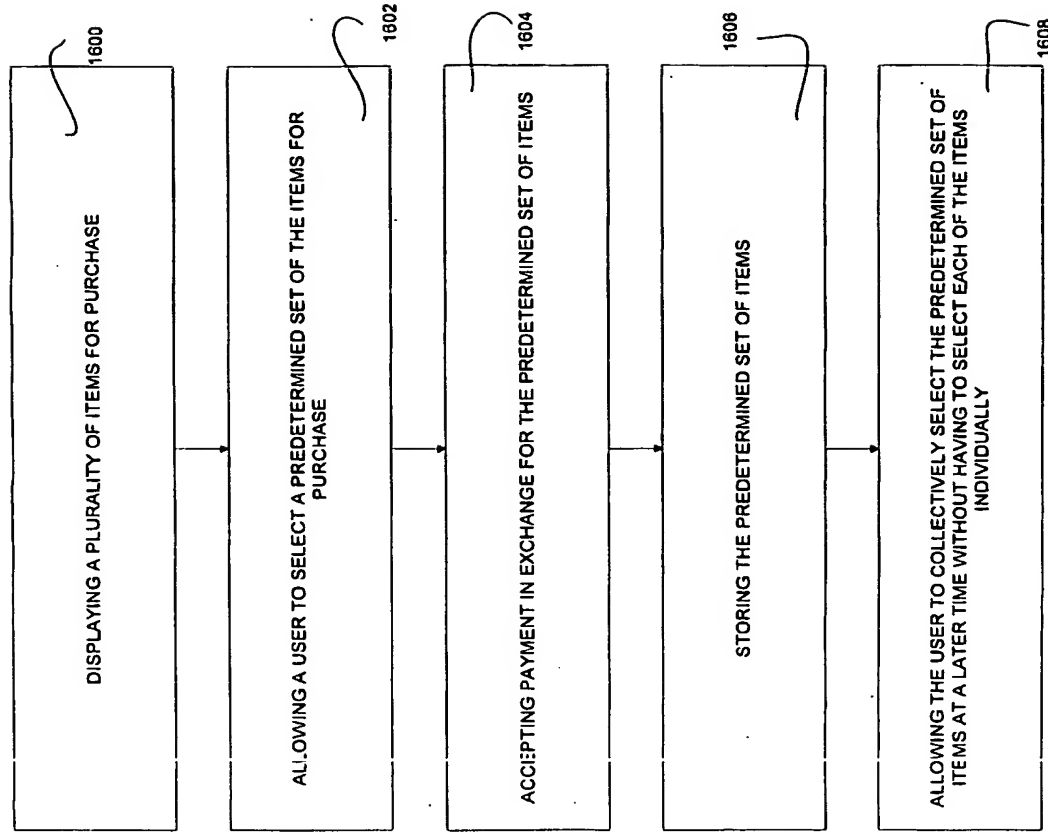 1600
DISPLAYING A PLURALITY OF ITEMS FOR PURCHASE
1602
ALLOWING A USER TO SELECT A PREDETERMINED SET OF THE ITEMS FOR
PURCHASE
1604
ACCEPTING PAYMENT IN EXCHANGE FOR THE PREDETERMINED SET OF ITEMS
1606
STORING THE PREDETERMINED SET OF ITEMS
1608
ALLOWING THE USER TO COLLECTIVELY SELECT THE PREDETERMINED SET OF
ITEMS AT A LATER TIME WITHOUT HAVING TO SELECT EACH OF THE ITEMS
INDIVIDUALLY